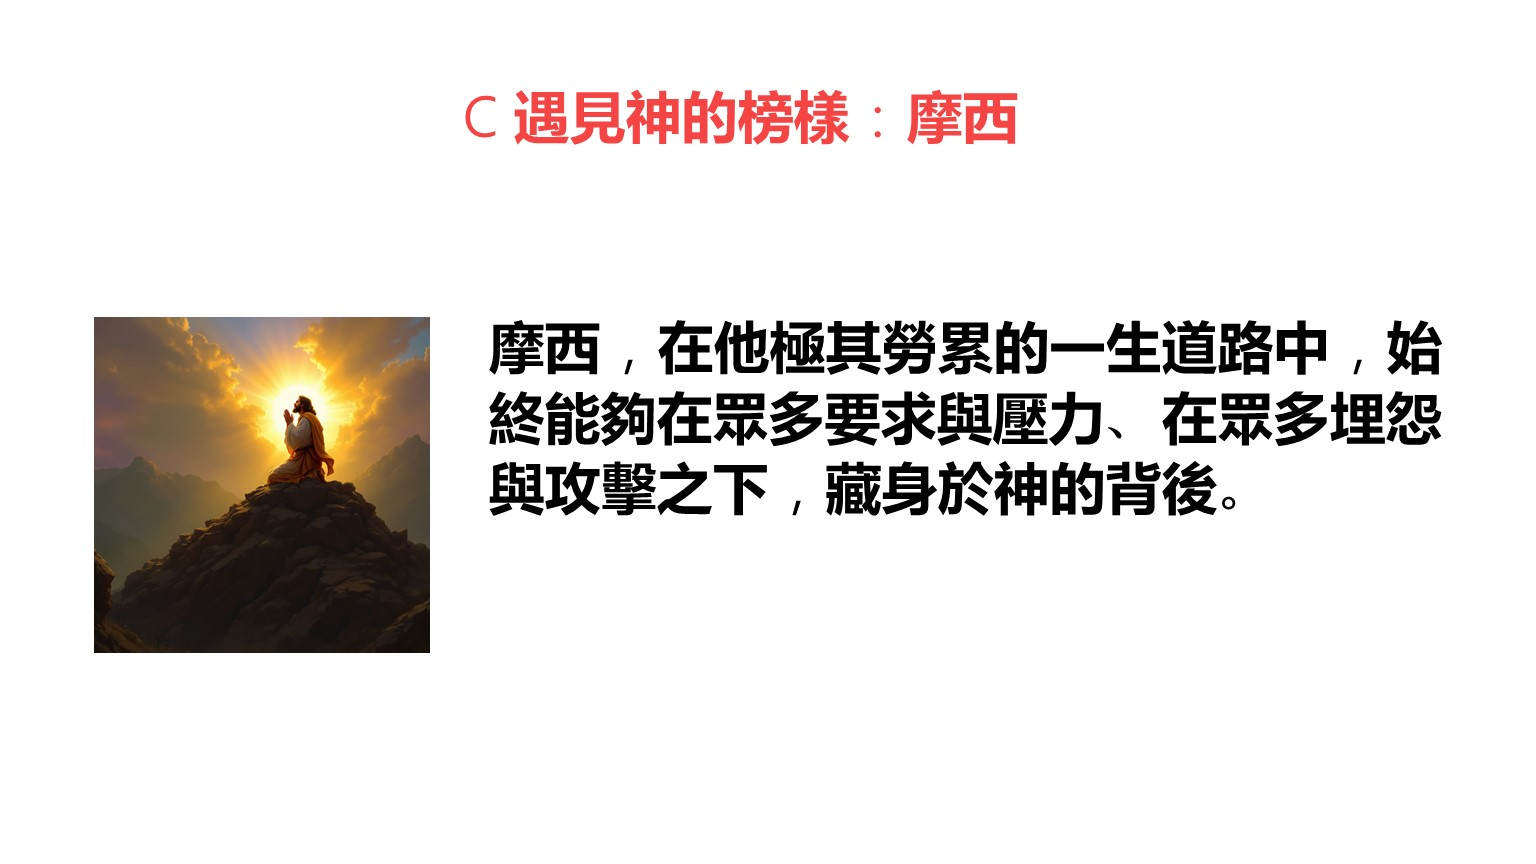 C 遇見神的榜樣：摩西
摩西，在他極其勞累的一生道路中，始
終能夠在眾多要求與壓力、在眾多埋怨
與攻擊之下，藏身於神的背後。